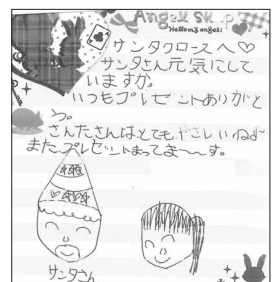 Angel SK P
Hello my angel
サンタクロースへ♡
サンタさん元気にして
いますか。
いつもプレゼントありがと
う。
さんたさんはとてもやさしいねd
またプレゼントまってま〜〜す。
サンタさん